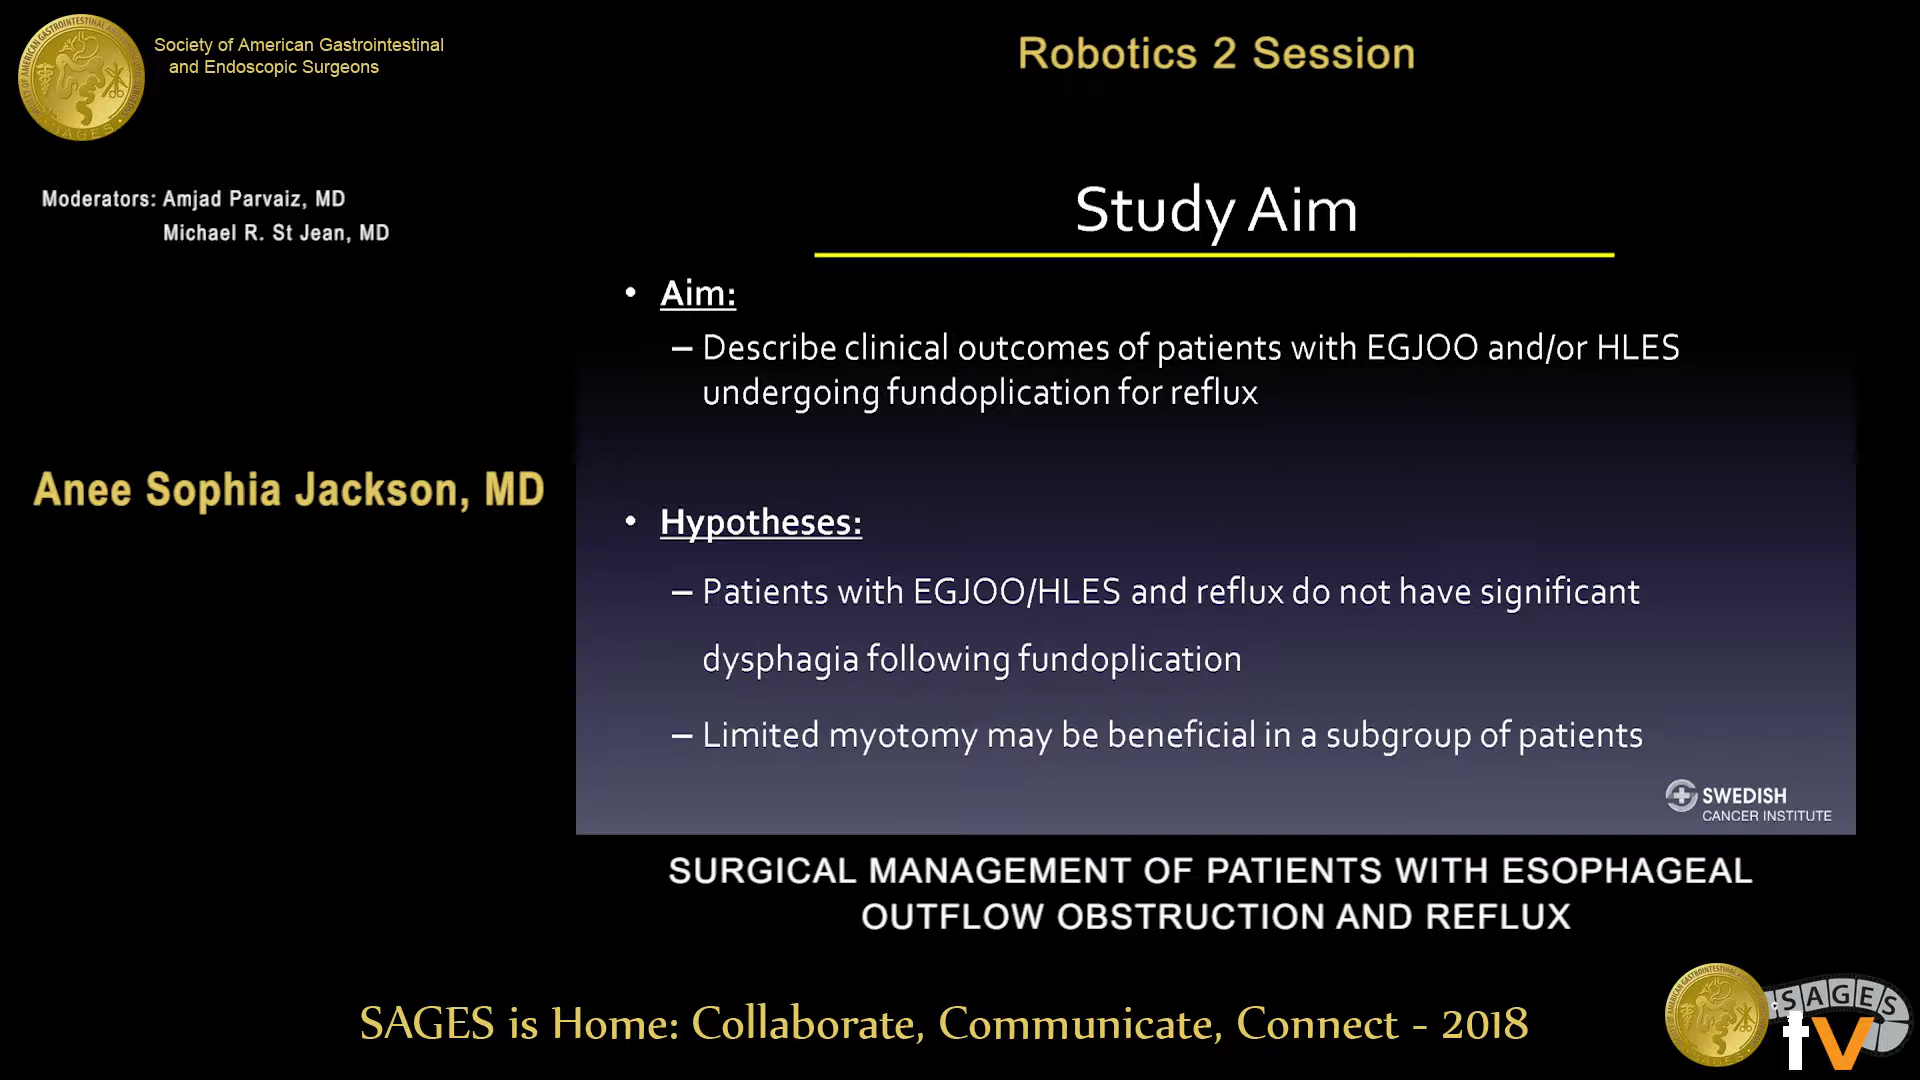 Society of American Gastrointestinal
and Endoscopic Surgeons
Robotics 2 Session
Moderators: Amjad Parvaiz, MD
Michael R. St Jean, MD
Anee Sophia Jackson, MD
Study Aim
• Aim:
– Describe clinical outcomes of patients with EGJOO and/or HLES
undergoing fundoplication for reflux
• Hypotheses:
– Patients with EGJOO/HLES and reflux do not have significant
dysphagia following fundoplication
– Limited myotomy may be beneficial in a subgroup of patients
SWEDISH
CANCER INSTITUTE
SURGICAL MANAGEMENT OF PATIENTS WITH ESOPHAGEAL
OUTFLOW OBSTRUCTION AND REFLUX
SAGES is Home: Collaborate, Communicate, Connect - 2018
SAGES
tv